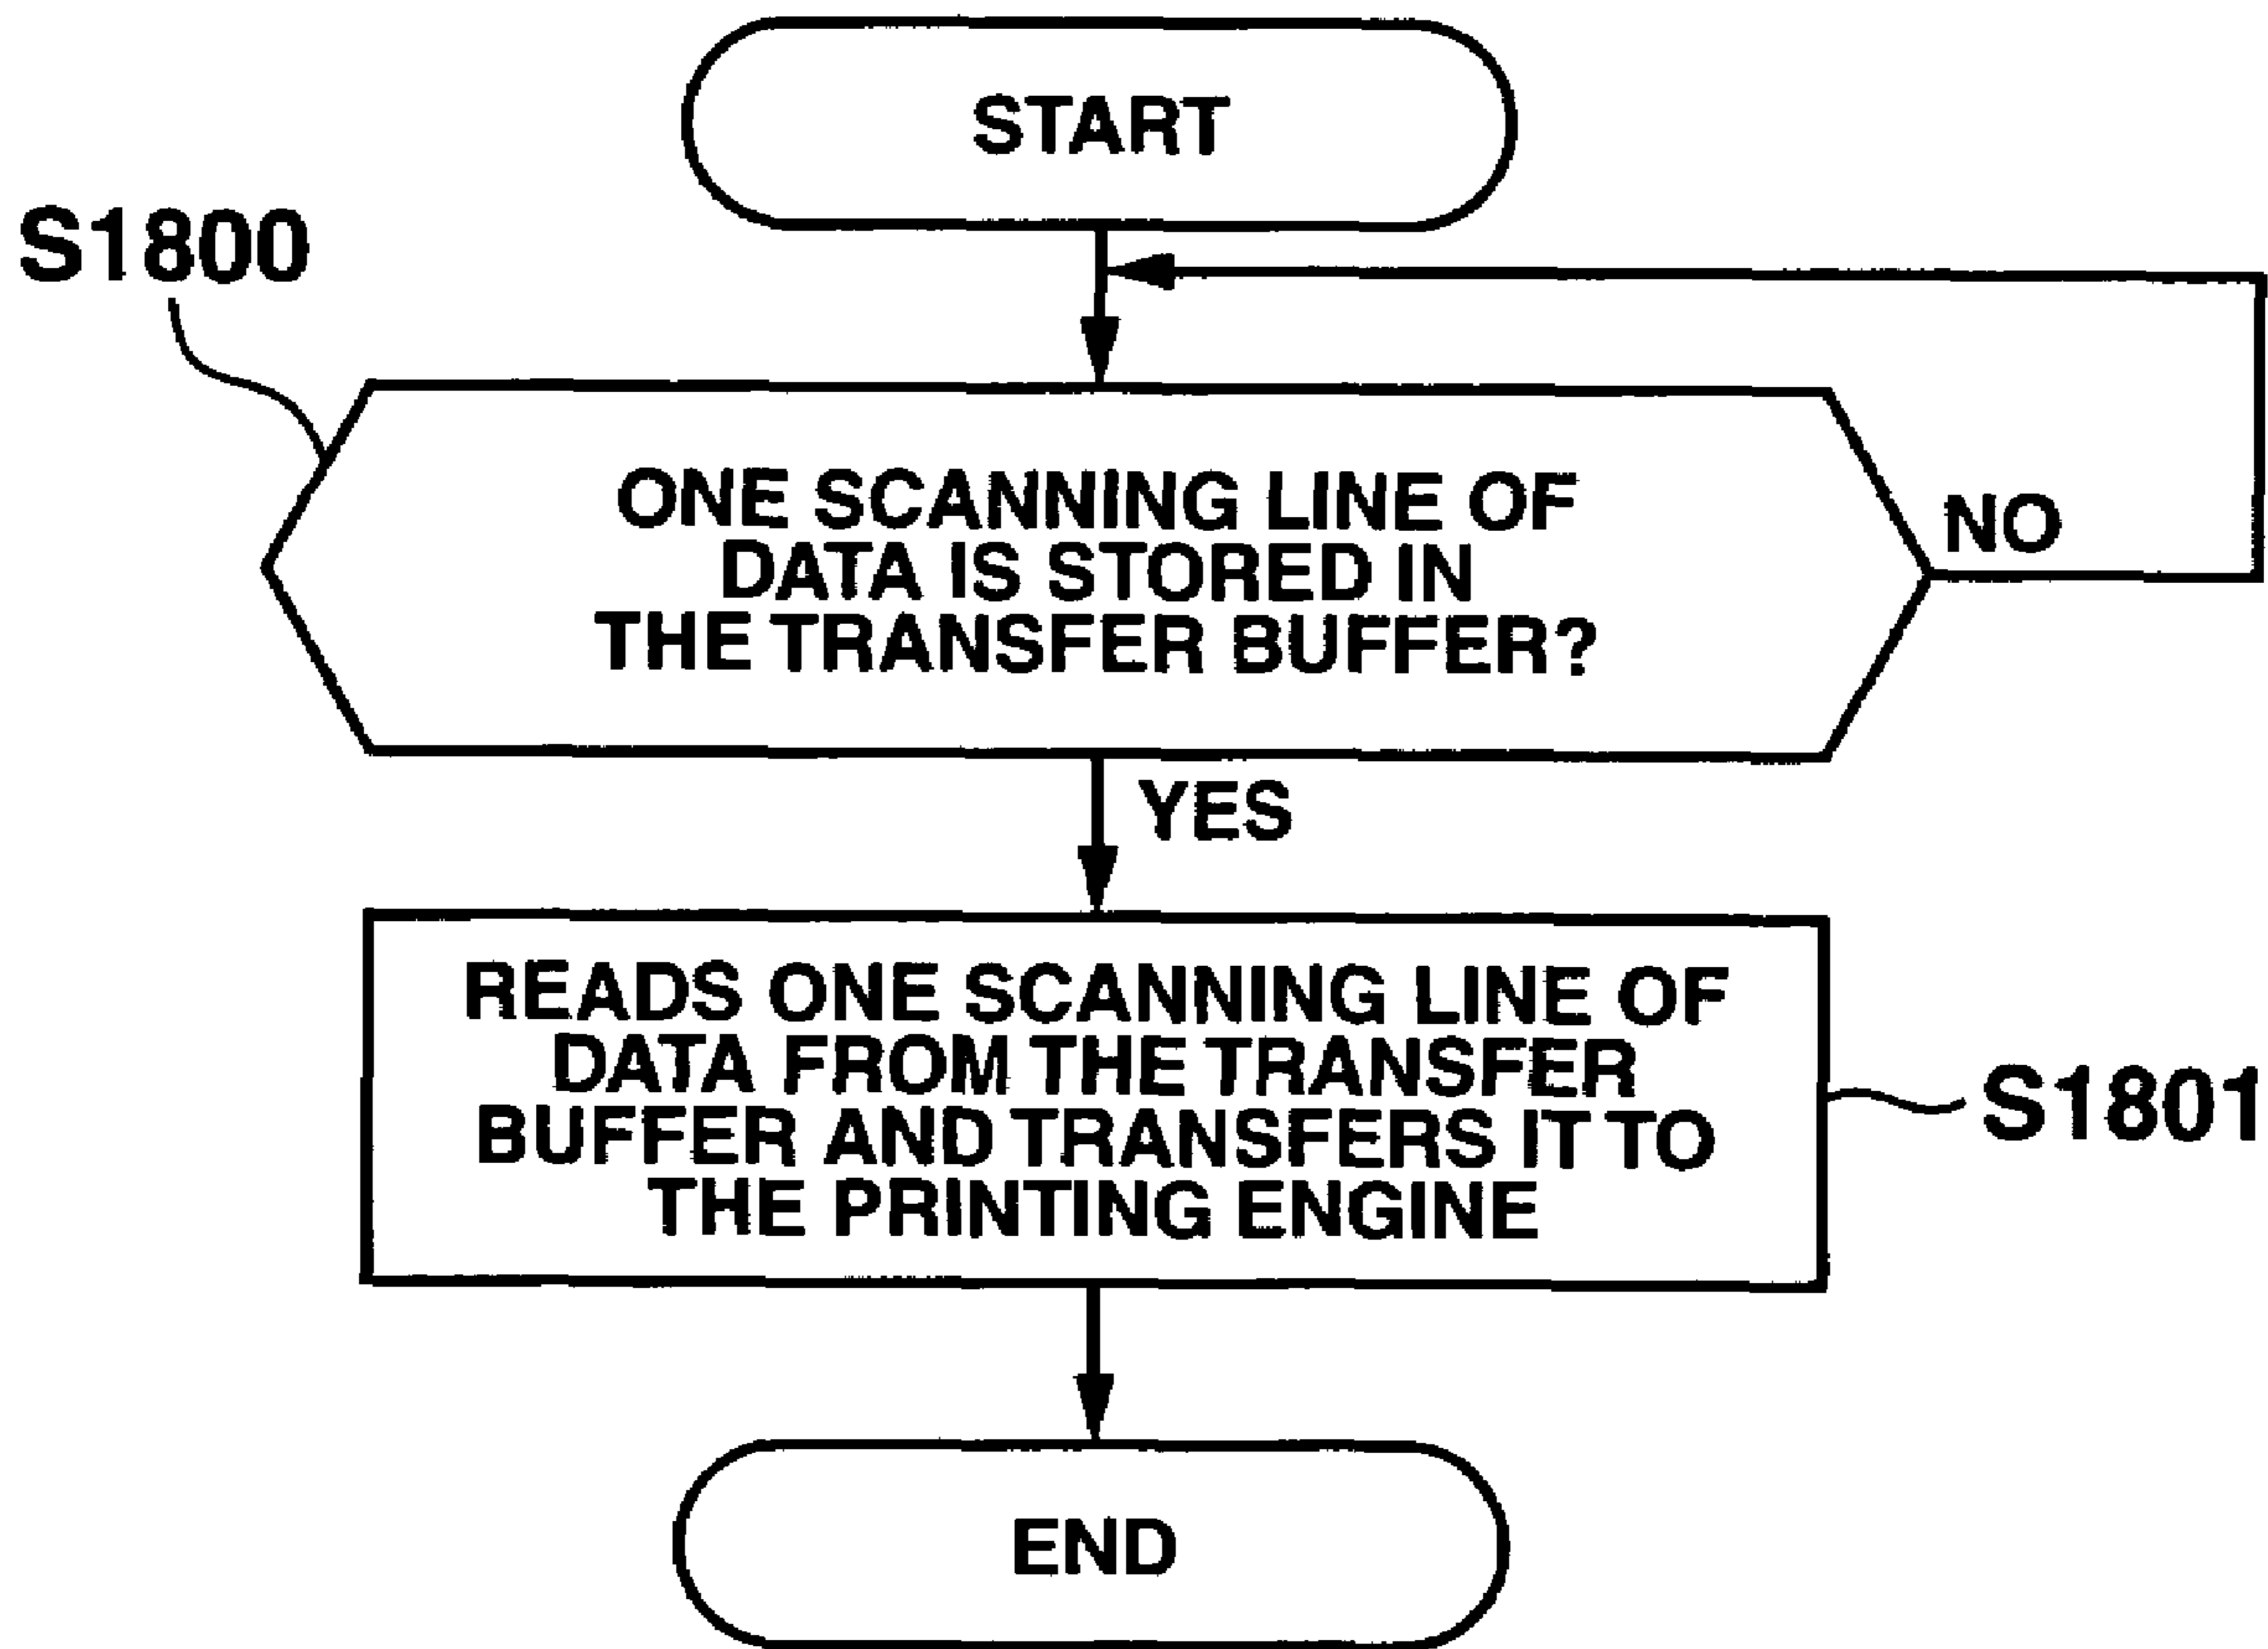 START
S1800
ONE SCANNING LINE OF
DATA IS STORED IN
THE TRANSFER BUFFER?
NO
YES
READS ONE SCANNING LINE OF
DATA FROM THE TRANSFER
BUFFER AND TRANSFERS IT TO
THE PRINTING ENGINE
S1801
END